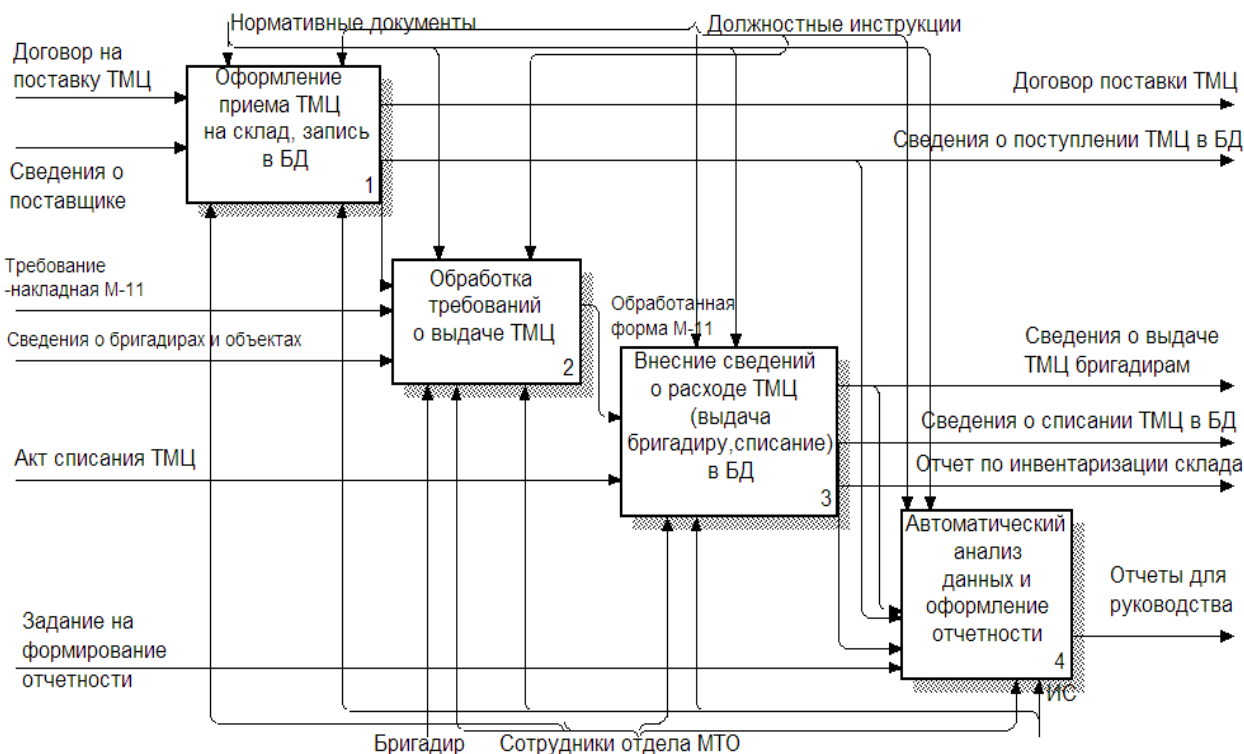 Нормативные документы
Должностные инструкции
Договор на
поставку ТМЦ
Оформление
приема ТМЦ
на склад, запись
в БД
1
Договор поставки ТМЦ
Сведения о поступлении ТМЦ в БД
Сведения о
поставщике
Требование
-накладная М-11
Сведения о бригадирах и объектах
Обработка
требований
о выдаче ТМЦ
2
Обработанная
форма М-11
Внесние сведений
о расходе ТМЦ
(выдача
бригадиру,списание)
в БД
3
Сведения о выдаче
ТМЦ бригадирам
Сведения о списании ТМЦ в БД
Отчет по инвентаризации склада
Акт списания ТМЦ
Автоматический
анализ
данных и
оформление
отчетности
4
Отчеты для
руководства
Задание на
формирование
отчетности
ИС
Бригадир
Сотрудники отдела МТО